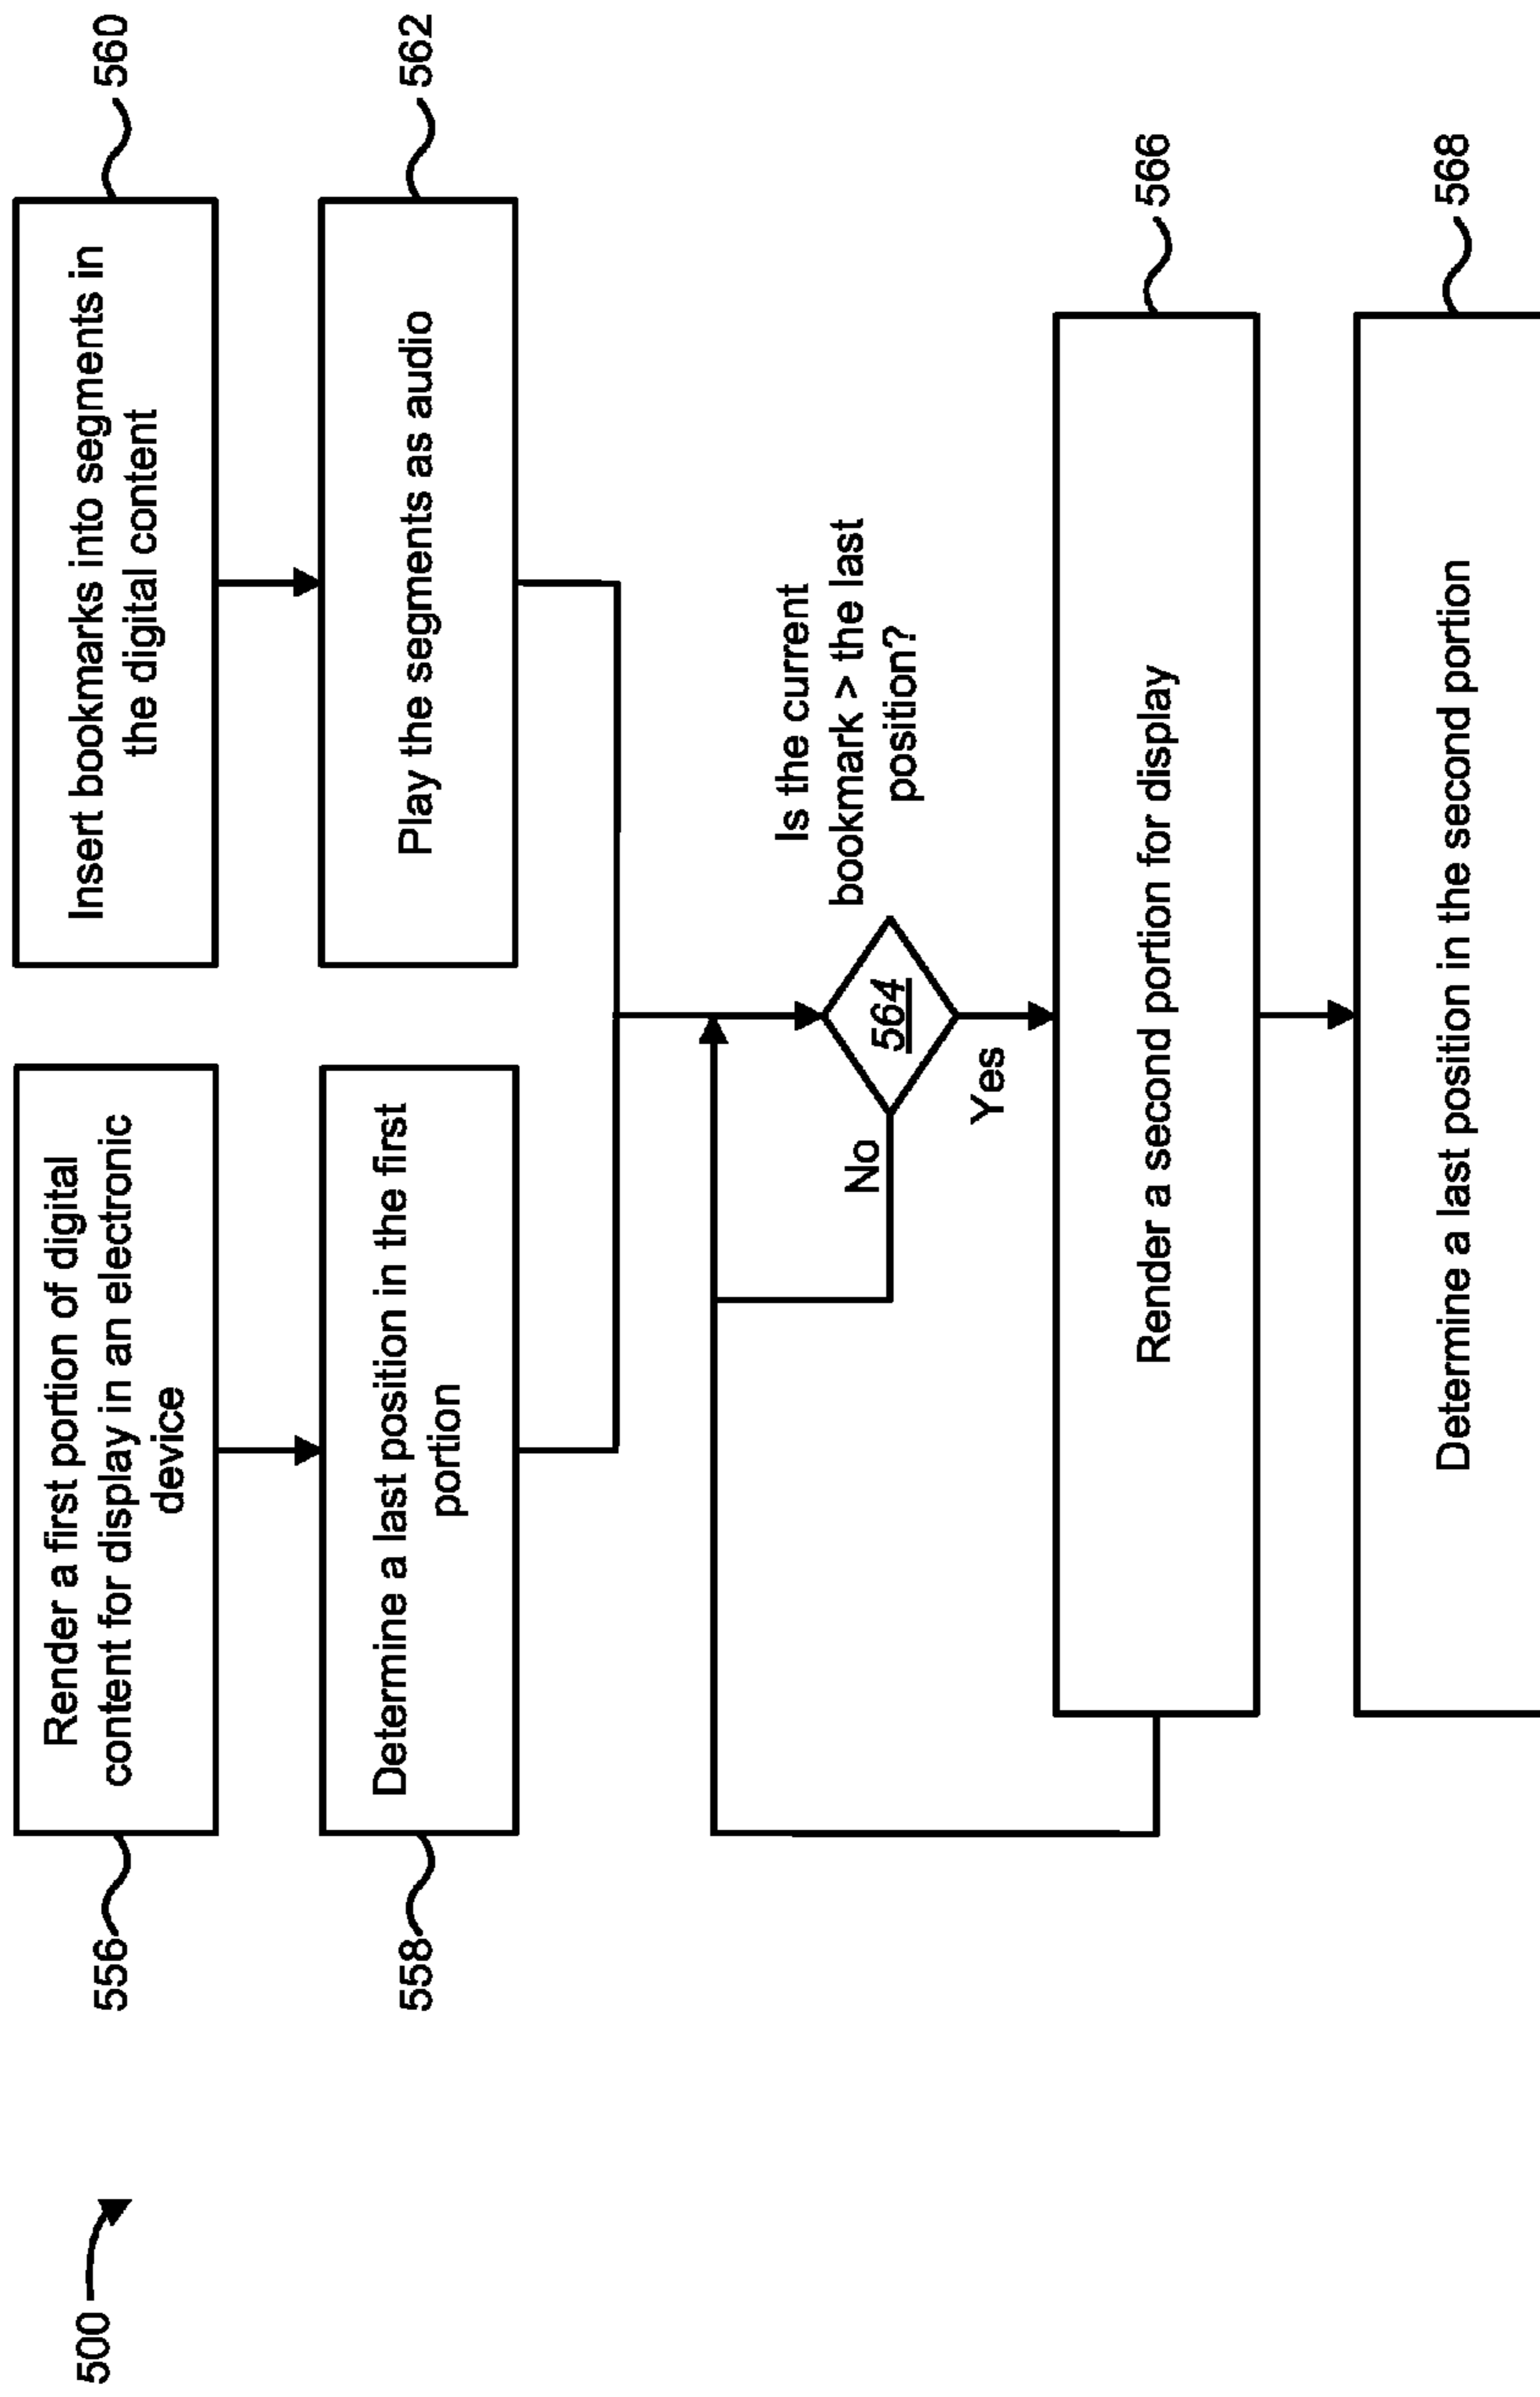 500
556
Render a first portion of digital
content for display in an electronic
device
560
Insert bookmarks into segments in
the digital content
558
Determine a last position in the first
portion
562
Play the segments as audio
Is the current
bookmark > the last
position?
564
No
Yes
566
Render a second portion for display
568
Determine a last position in the second portion